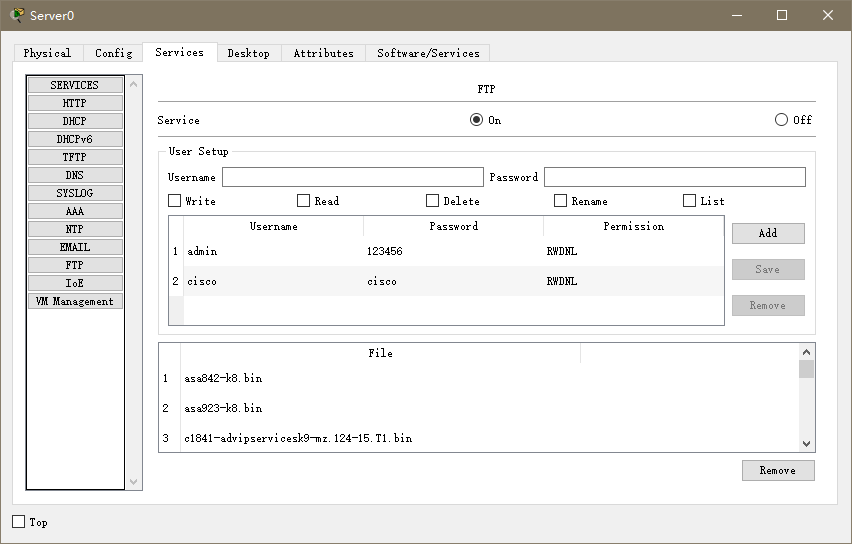 Server0
Physical Config Services Desktop Attributes Software/Services
SERVICES
HTTP
DHCP
DHCPv6
TFTP
DNS
SYSLOG
AAA
NTP
EMAIL
FTP
IoE
VM Management
FTP
Service On Off
User Setup
Username Password
Write Read Delete Rename List
Username Password Permission
1 admin 123456 RWDNL
2 cisco cisco RWDNL
Add
Save
Remove
File
1 asa842-k8.bin
2 asa923-k8.bin
3 c1841-advipservicesk9-mz.124-15.T1.bin
Remove
Top